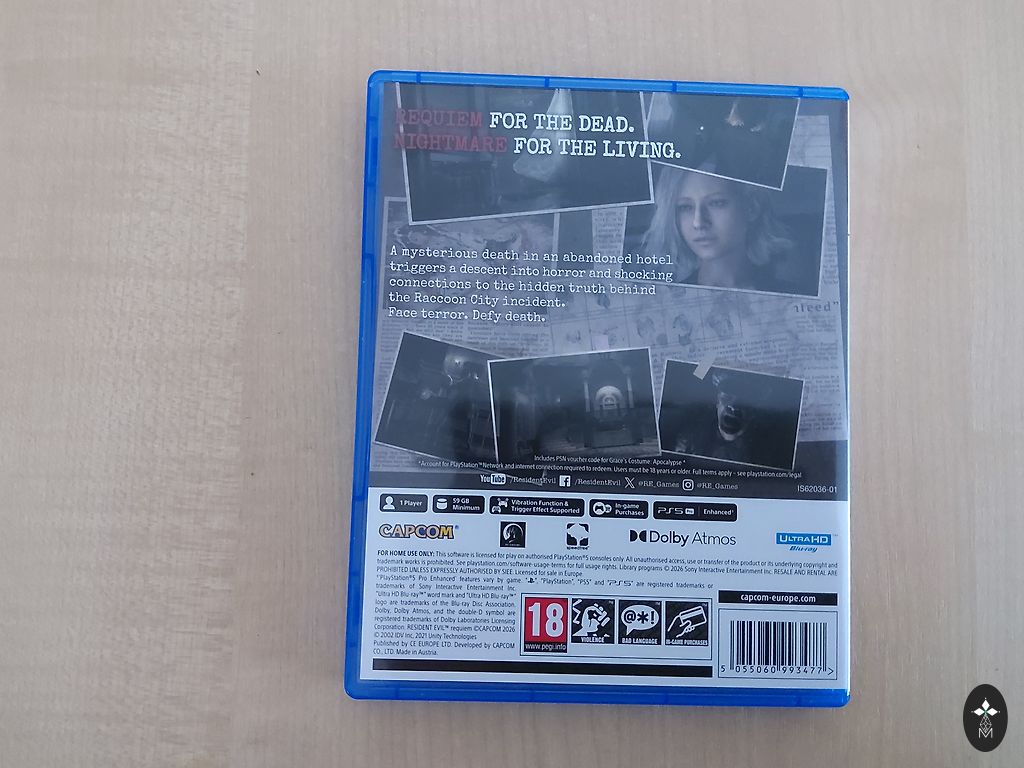 REQUIEM FOR THE DEAD.
NIGHTMARE FOR THE LIVING.
A mysterious death in an abandoned hotel
triggers a descent into horror and shocking
connections to the hidden truth behind
the Raccoon City incident.
Face terror. Defy death.
Includes PSN voucher code for Grace's Costume: Apocalypse *
*Account for PlayStation™Network and internet connection required to redeem. Users must be 18 years or older. Full terms apply – see playstation.com/legal
YouTube /ResidentEvil /ResidentEvil X @RE_Games @RE_Games
IS62036-01
1 Player
59 GB Minimum
Vibration Function & Trigger Effect Supported
In-game Purchases
PS5 Pro Enhanced*
CAPCOM
speedtree
Dolby Atmos
ULTRA HD Blu-ray™
FOR HOME USE ONLY: This software is licensed for play on authorised PlayStation®5 consoles only. All unauthorised access, use or transfer of the product or its underlying copyright and
trademark works is prohibited. See playstation.com/software-usage-terms for full usage rights. Library programs © 2026 Sony Interactive Entertainment Inc. RESALE AND RENTAL ARE
PROHIBITED UNLESS EXPRESSLY AUTHORISED BY SIE. Licensed for sale in Europe.
*'PlayStation®5 Pro Enhanced' features vary by game. "PlayStation", "PS5" and "PS5" are registered trademarks or
trademarks of Sony Interactive Entertainment Inc.
"Ultra HD Blu-ray™" word mark and "Ultra HD Blu-ray™"
logo are trademarks of the Blu-ray Disc Association.
Dolby, Dolby Atmos, and the double-D symbol are
registered trademarks of Dolby Laboratories Licensing
Corporation. RESIDENT EVIL™ requiem ©CAPCOM 2026
© 2002 IDV Inc, 2021 Unity Technologies
Published by CE EUROPE LTD. Developed by CAPCOM
CO., LTD. Made in Austria.
18
www.pegi.info
VIOLENCE
@*!
BAD LANGUAGE
IN-GAME PURCHASES
capcom-europe.com
5 055060 993477 >
M